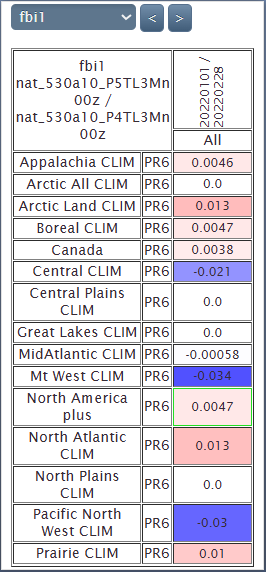 fbi1
<
>
fbi1
nat_530a10_P5TL3Mn
00z /
nat_530a10_P4TL3Mn
00z
20220101 /
20220228
All
Appalachia CLIM PR6 0.0046
Arctic All CLIM PR6 0.0
Arctic Land CLIM PR6 0.013
Boreal CLIM PR6 0.0047
Canada PR6 0.0038
Central CLIM PR6 -0.021
Central Plains
CLIM PR6 0.0
Great Lakes CLIM PR6 0.0
MidAtlantic CLIM PR6 -0.00058
Mt West CLIM PR6 -0.034
North America
plus PR6 0.0047
North Atlantic
CLIM PR6 0.013
North Plains
CLIM PR6 0.0
Pacific North
West CLIM PR6 -0.03
Prairie CLIM PR6 0.01